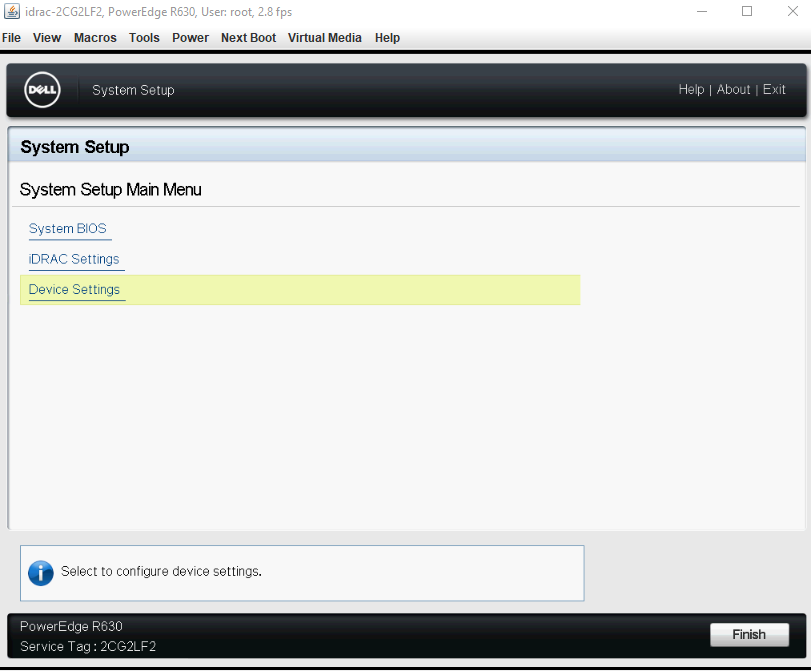 idrac-2CG2LF2, PowerEdge R630, User: root, 2.8 fps
File View Macros Tools Power Next Boot Virtual Media Help
DELL System Setup Help | About | Exit
System Setup
System Setup Main Menu
System BIOS
iDRAC Settings
Device Settings
Select to configure device settings.
PowerEdge R630
Service Tag : 2CG2LF2
Finish